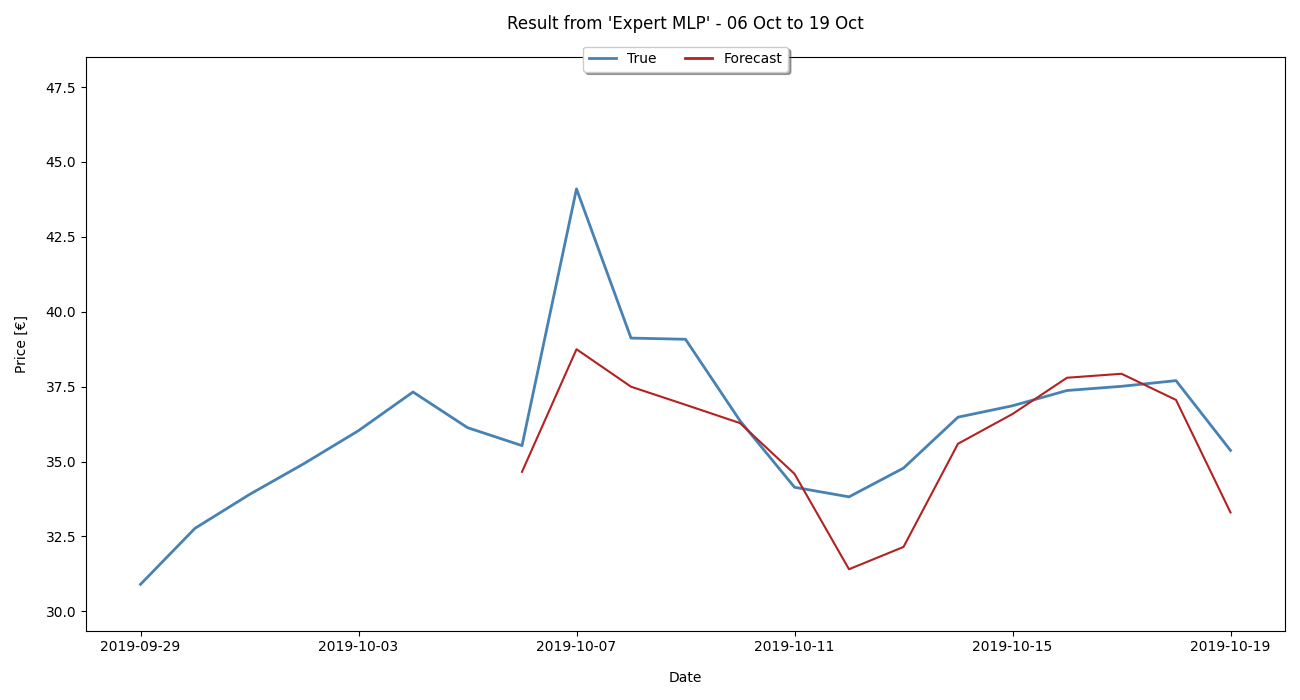 Result from 'Expert MLP' - 06 Oct to 19 Oct
True Forecast
47.5
45.0
42.5
40.0
37.5
35.0
32.5
30.0
Price [€]
2019-09-29 2019-10-03 2019-10-07 2019-10-11 2019-10-15 2019-10-19
Date